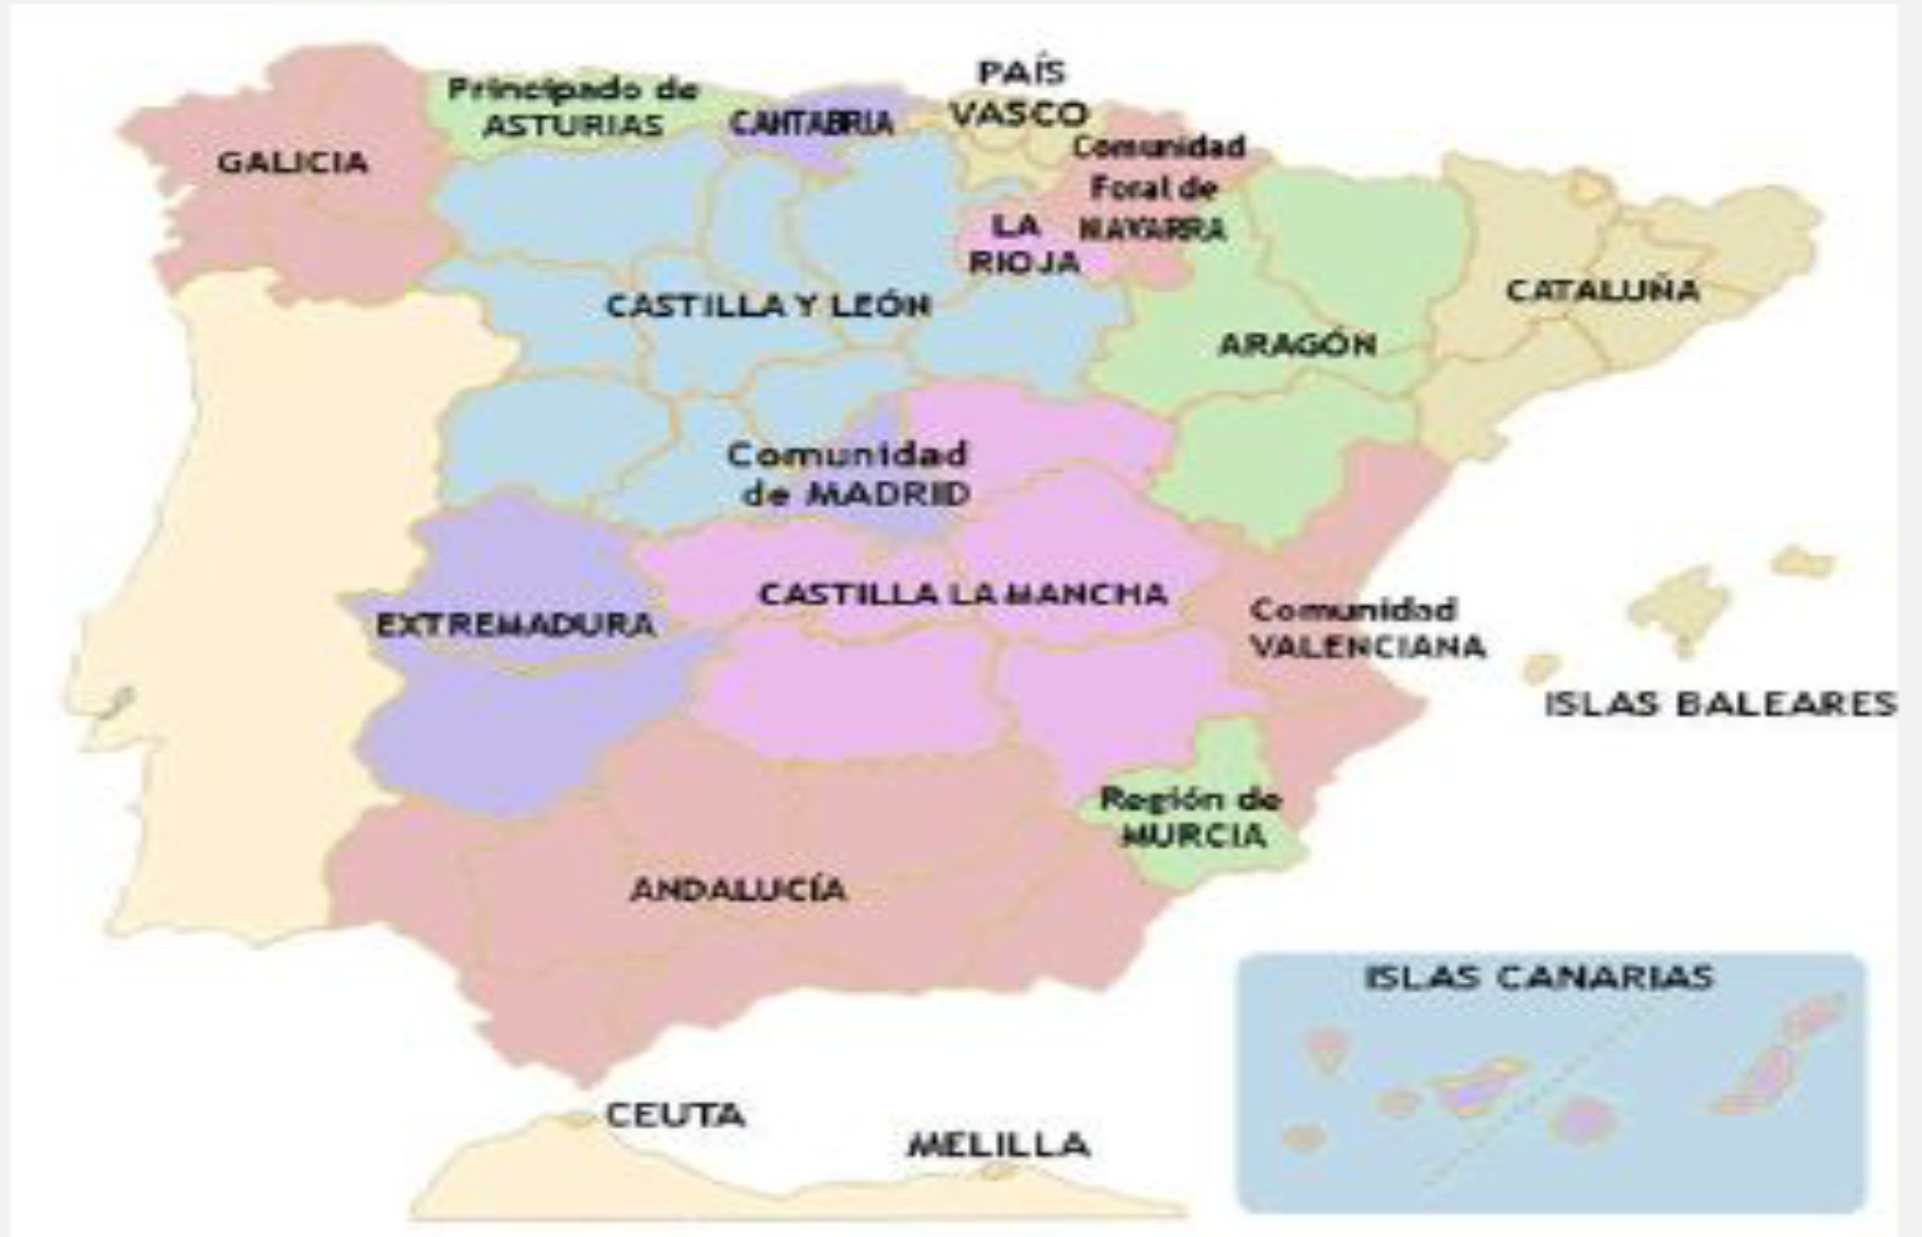 PAÍS
VASCO
Principado de
ASTURIAS
CANTABRIA
GALICIA
Comunidad
Foral de
NAVARRA
LA
RIOJA
CASTILLA Y LEÓN
CATALUÑA
ARAGÓN
Comunidad
de MADRID
CASTILLA LA MANCHA
EXTREMADURA
Comunidad
VALENCIANA
ISLAS BALEARES
Región de
MURCIA
ANDALUCÍA
ISLAS CANARIAS
CEUTA
MELILLA